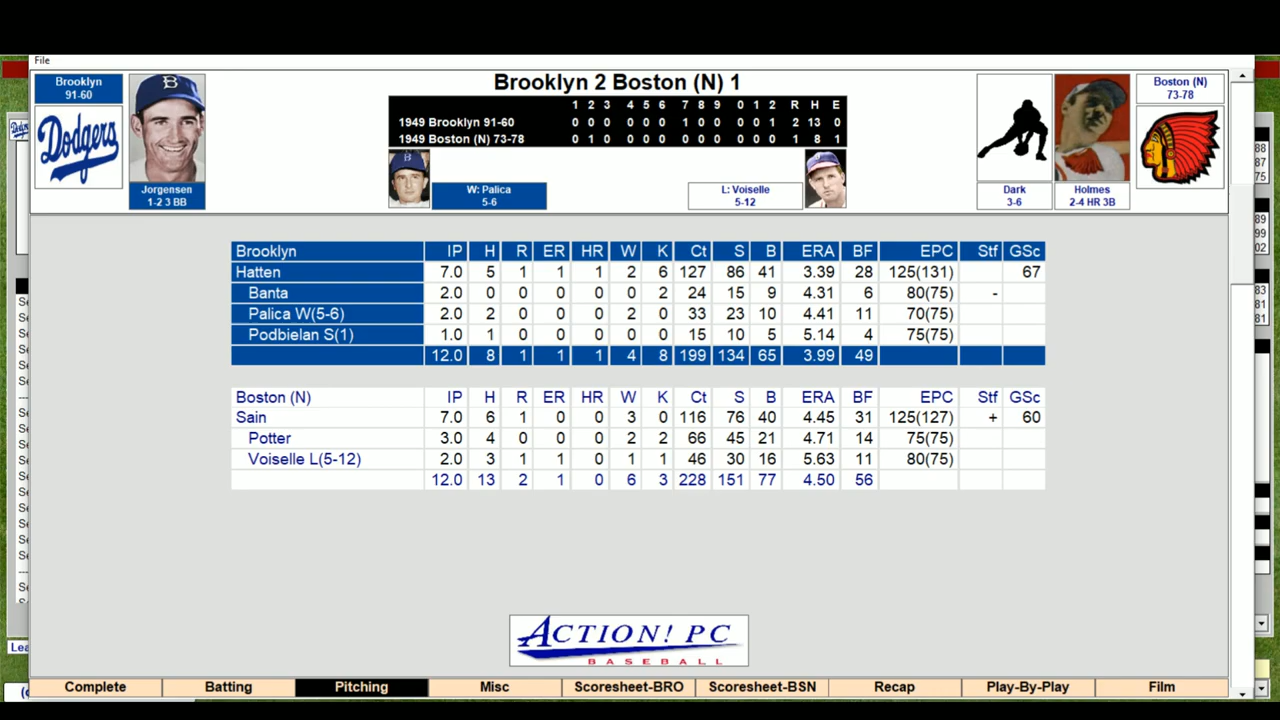 File
Brooklyn 2 Boston (N) 1
Brooklyn
91-60
Dodgers
Jorgensen
1-2 3 BB
1 2 3 4 5 6 7 8 9 0 1 2 R H E
1949 Brooklyn 91-60 0 0 0 0 0 0 1 0 0 0 0 1 2 13 0
1949 Boston (N) 73-78 0 1 0 0 0 0 0 0 0 0 0 0 1 8 1
B
W: Palica
5-6
L: Voiselle
5-12
Dark
3-6
Holmes
2-4 HR 3B
Boston (N)
73-78
Brooklyn IP H R ER HR W K Ct S B ERA BF EPC Stf GSc
Hatten 7.0 5 1 1 1 2 6 127 86 41 3.39 28 125(131) 67
Banta 2.0 0 0 0 0 0 2 24 15 9 4.31 6 80(75) -
Palica W(5-6) 2.0 2 0 0 0 2 0 33 23 10 4.41 11 70(75)
Podbielan S(1) 1.0 1 0 0 0 0 0 15 10 5 5.14 4 75(75)
12.0 8 1 1 1 4 8 199 134 65 3.99 49
Boston (N) IP H R ER HR W K Ct S B ERA BF EPC Stf GSc
Sain 7.0 6 1 0 0 3 0 116 76 40 4.45 31 125(127) + 60
Potter 3.0 4 0 0 0 2 2 66 45 21 4.71 14 75(75)
Voiselle L(5-12) 2.0 3 1 1 0 1 1 46 30 16 5.63 11 80(75)
12.0 13 2 1 0 6 3 228 151 77 4.50 56
ACTION! PC
BASEBALL
Complete Batting Pitching Misc Scoresheet-BRO Scoresheet-BSN Recap Play-By-Play Film